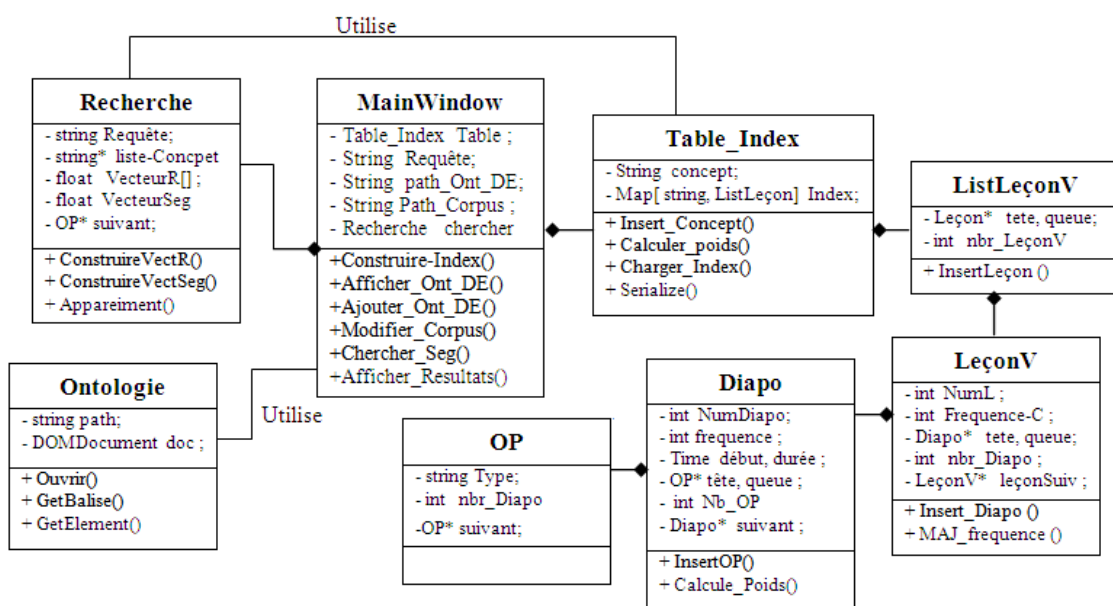 Utilise
Recherche
- string Requête;
- string* liste-Concpet
- float VecteurR[] ;
- float VecteurSeg
- OP* suivant;
+ ConstruireVectR()
+ ConstruireVectSeg()
+ Appareiment()
MainWindow
- Table_Index Table ;
- String Requête;
- String path_Ont_DE;
- String Path_Corpus ;
- Recherche chercher
+Construire-Index()
+Afficher_Ont_DE()
+Ajouter_Ont_DE()
+Modifier_Corpus()
+Chercher_Seg()
+Afficher_Resultats()
Table_Index
- String concept;
- Map[ string, ListLeçon] Index;
+ Insert_Concept()
+ Calculer_poids()
+ Charger_Index()
+ Serialize()
ListLeçonV
- Leçon* tete, queue;
- int nbr_LeçonV
+ InsertLeçon ()
Ontologie
- string path;
- DOMDocument doc ;
+ Ouvrir()
+ GetBalise()
+ GetElement()
Utilise
OP
- string Type;
- int nbr_Diapo
-OP* suivant;
Diapo
- int NumDiapo;
- int frequence ;
- Time début, durée ;
- OP* tête, queue ;
- int Nb_OP
- Diapo* suivant ;
+ InsertOP()
+ Calcule_Poids()
LeçonV
- int NumL ;
- int Frequence-C ;
- Diapo* tete, queue;
- int nbr_Diapo ;
- LeçonV* leçonSuiv ;
+ Insert_Diapo ()
+ MAJ_frequence ()